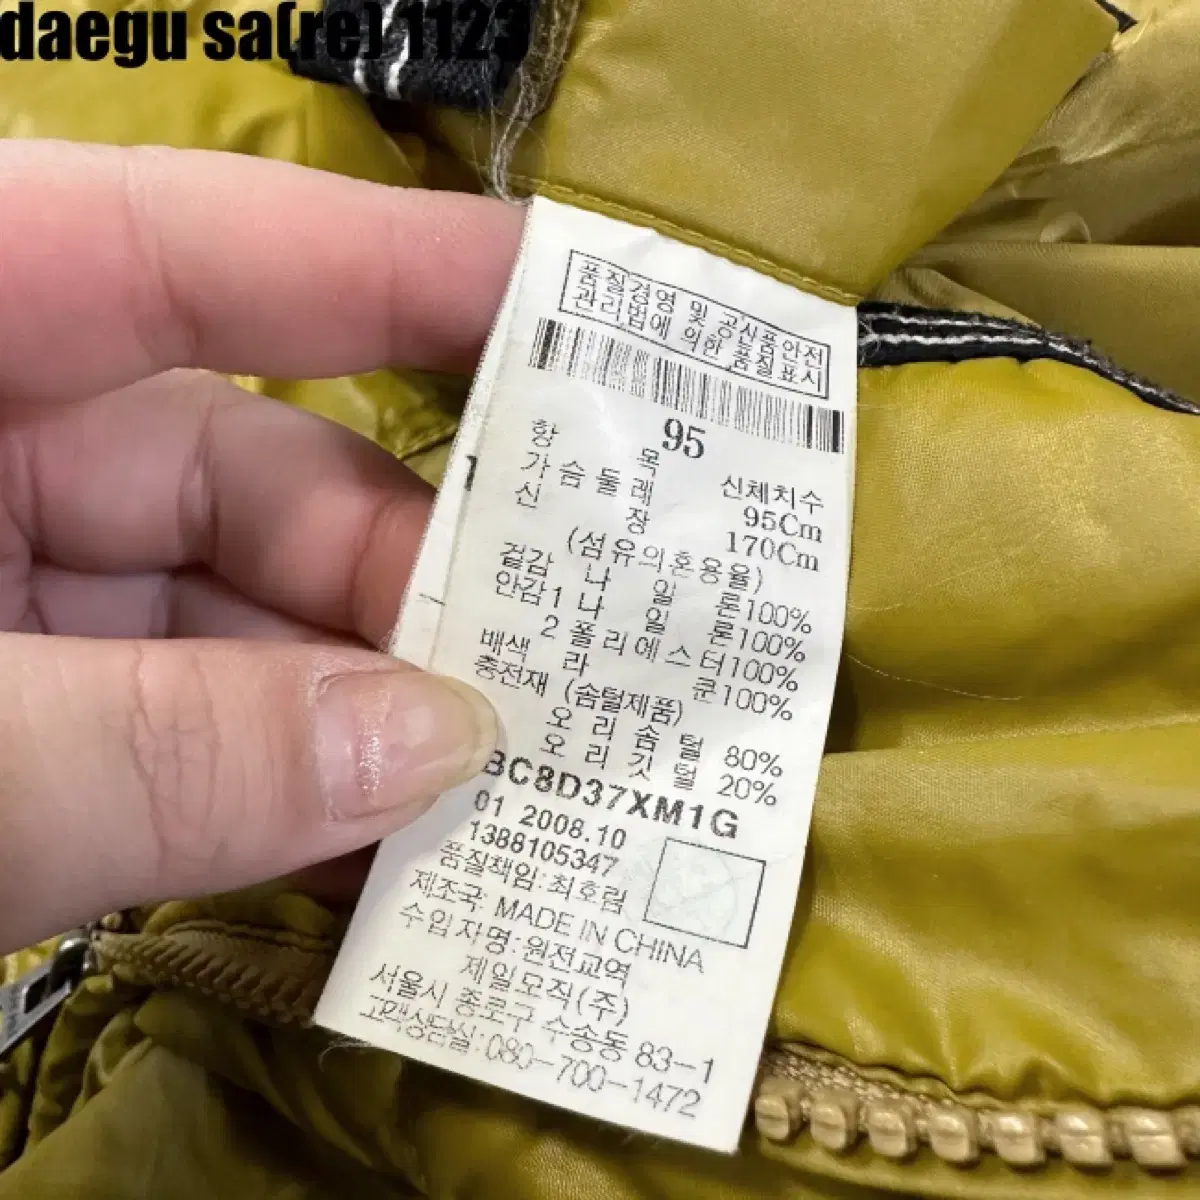 daegu sa(re) 1123
품질경영 및 공산품안전
관리법에 의한 품질표시
95
항 목 신체치수
가슴둘레 95Cm
신 장 170Cm
(섬유의혼용율)
겉감 나 일 론100%
안감1 나 일 론100%
2 폴리에스터100%
배색 라 쿤100%
충전재 (솜털제품)
오 리 솜 털 80%
오 리 깃 털 20%
BC8D37XM1G
01 2008.10
1388105347
품질책임:최호림
제조국: MADE IN CHINA
수입자명:원전교역
제일모직(주)
서울시 종로구 수송동 83-1
고객상담실:080-700-1472